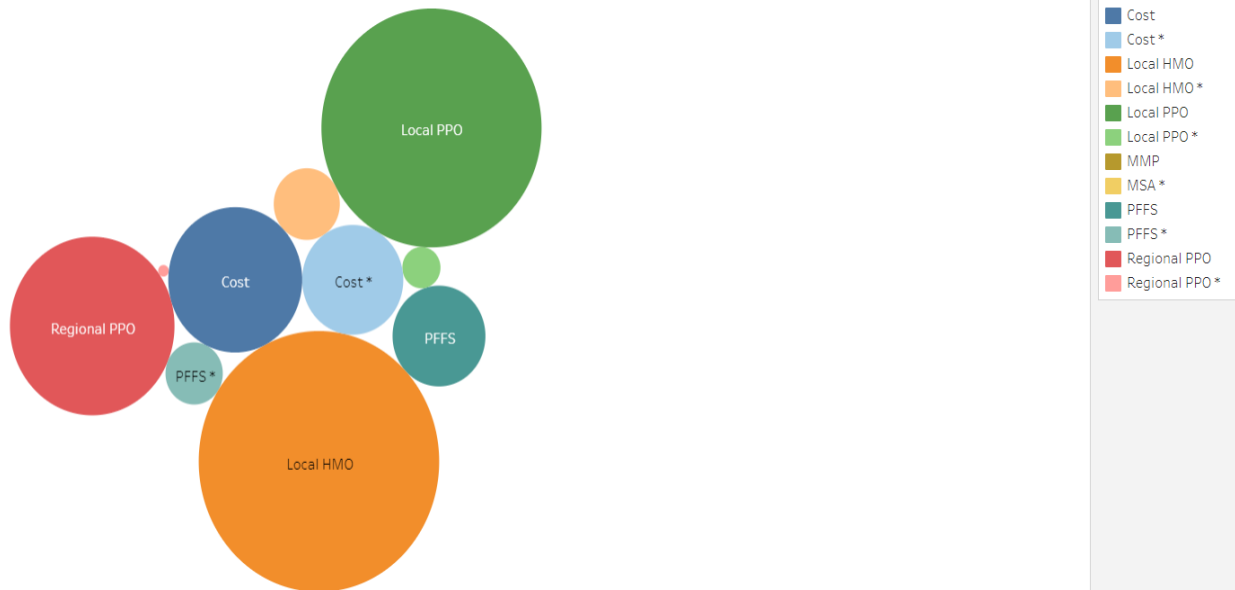 Local PPO
Cost
Cost *
Regional PPO
PFFS
PFFS *
Local HMO
Cost
Cost *
Local HMO
Local HMO *
Local PPO
Local PPO *
MMP
MSA *
PFFS
PFFS *
Regional PPO
Regional PPO *